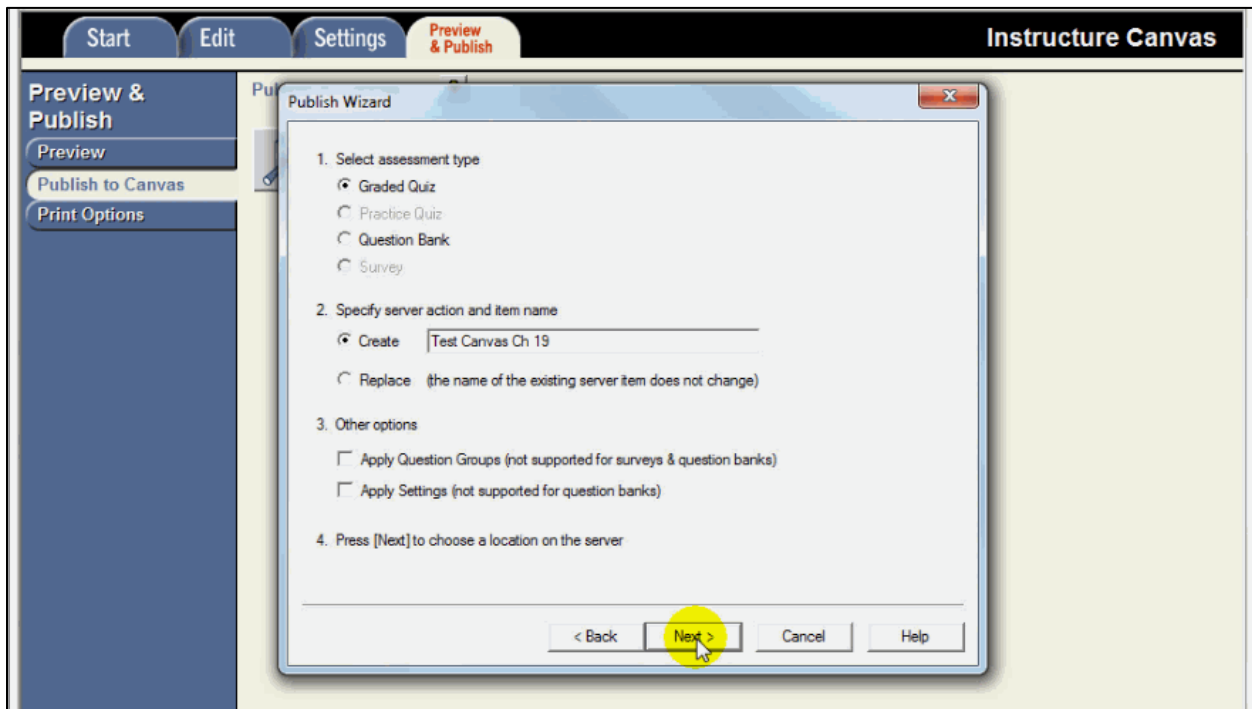 Start
Edit
Settings
Preview
& Publish
Instructure Canvas
Preview &
Publish
Preview
Publish to Canvas
Print Options
Pu
Publish Wizard
1. Select assessment type
Graded Quiz
Practice Quiz
Question Bank
Survey
2. Specify server action and item name
Create
Test Canvas Ch 19
Replace (the name of the existing server item does not change)
3. Other options
Apply Question Groups (not supported for surveys & question banks)
Apply Settings (not supported for question banks)
4. Press [Next] to choose a location on the server
< Back
Next >
Cancel
Help